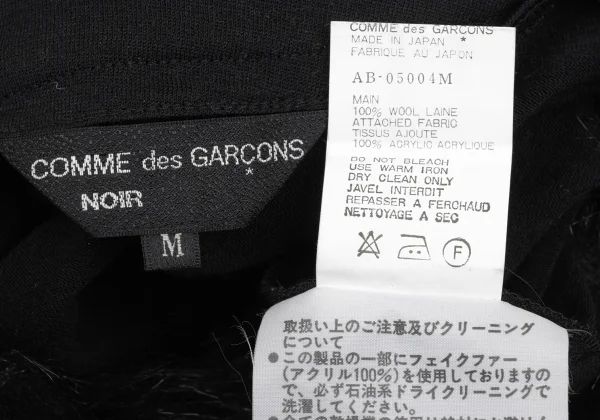 COMME des GARÇONS
*
NOIR
M
COMME des GARCONS
MADE IN JAPAN *
FABRIQUE AU JAPON
AB-05004M
MAIN
100% WOOL LAINE
ATTACHED FABRIC
TISSUS AJOUTE
100% ACRYLIC ACRYLIQUE
DO NOT BLEACH
USE WARM IRON
DRY CLEAN ONLY
JAVEL INTERDIT
REPASSER A FERCHAUD
NETTOYAGE A SEC
F
取扱い上のご注意及びクリーニング
について
●この製品の一部にフェイクファー
(アクリル100%)を使用しておりますの
で、必ず石油系ドライクリーニングで
洗濯してください。